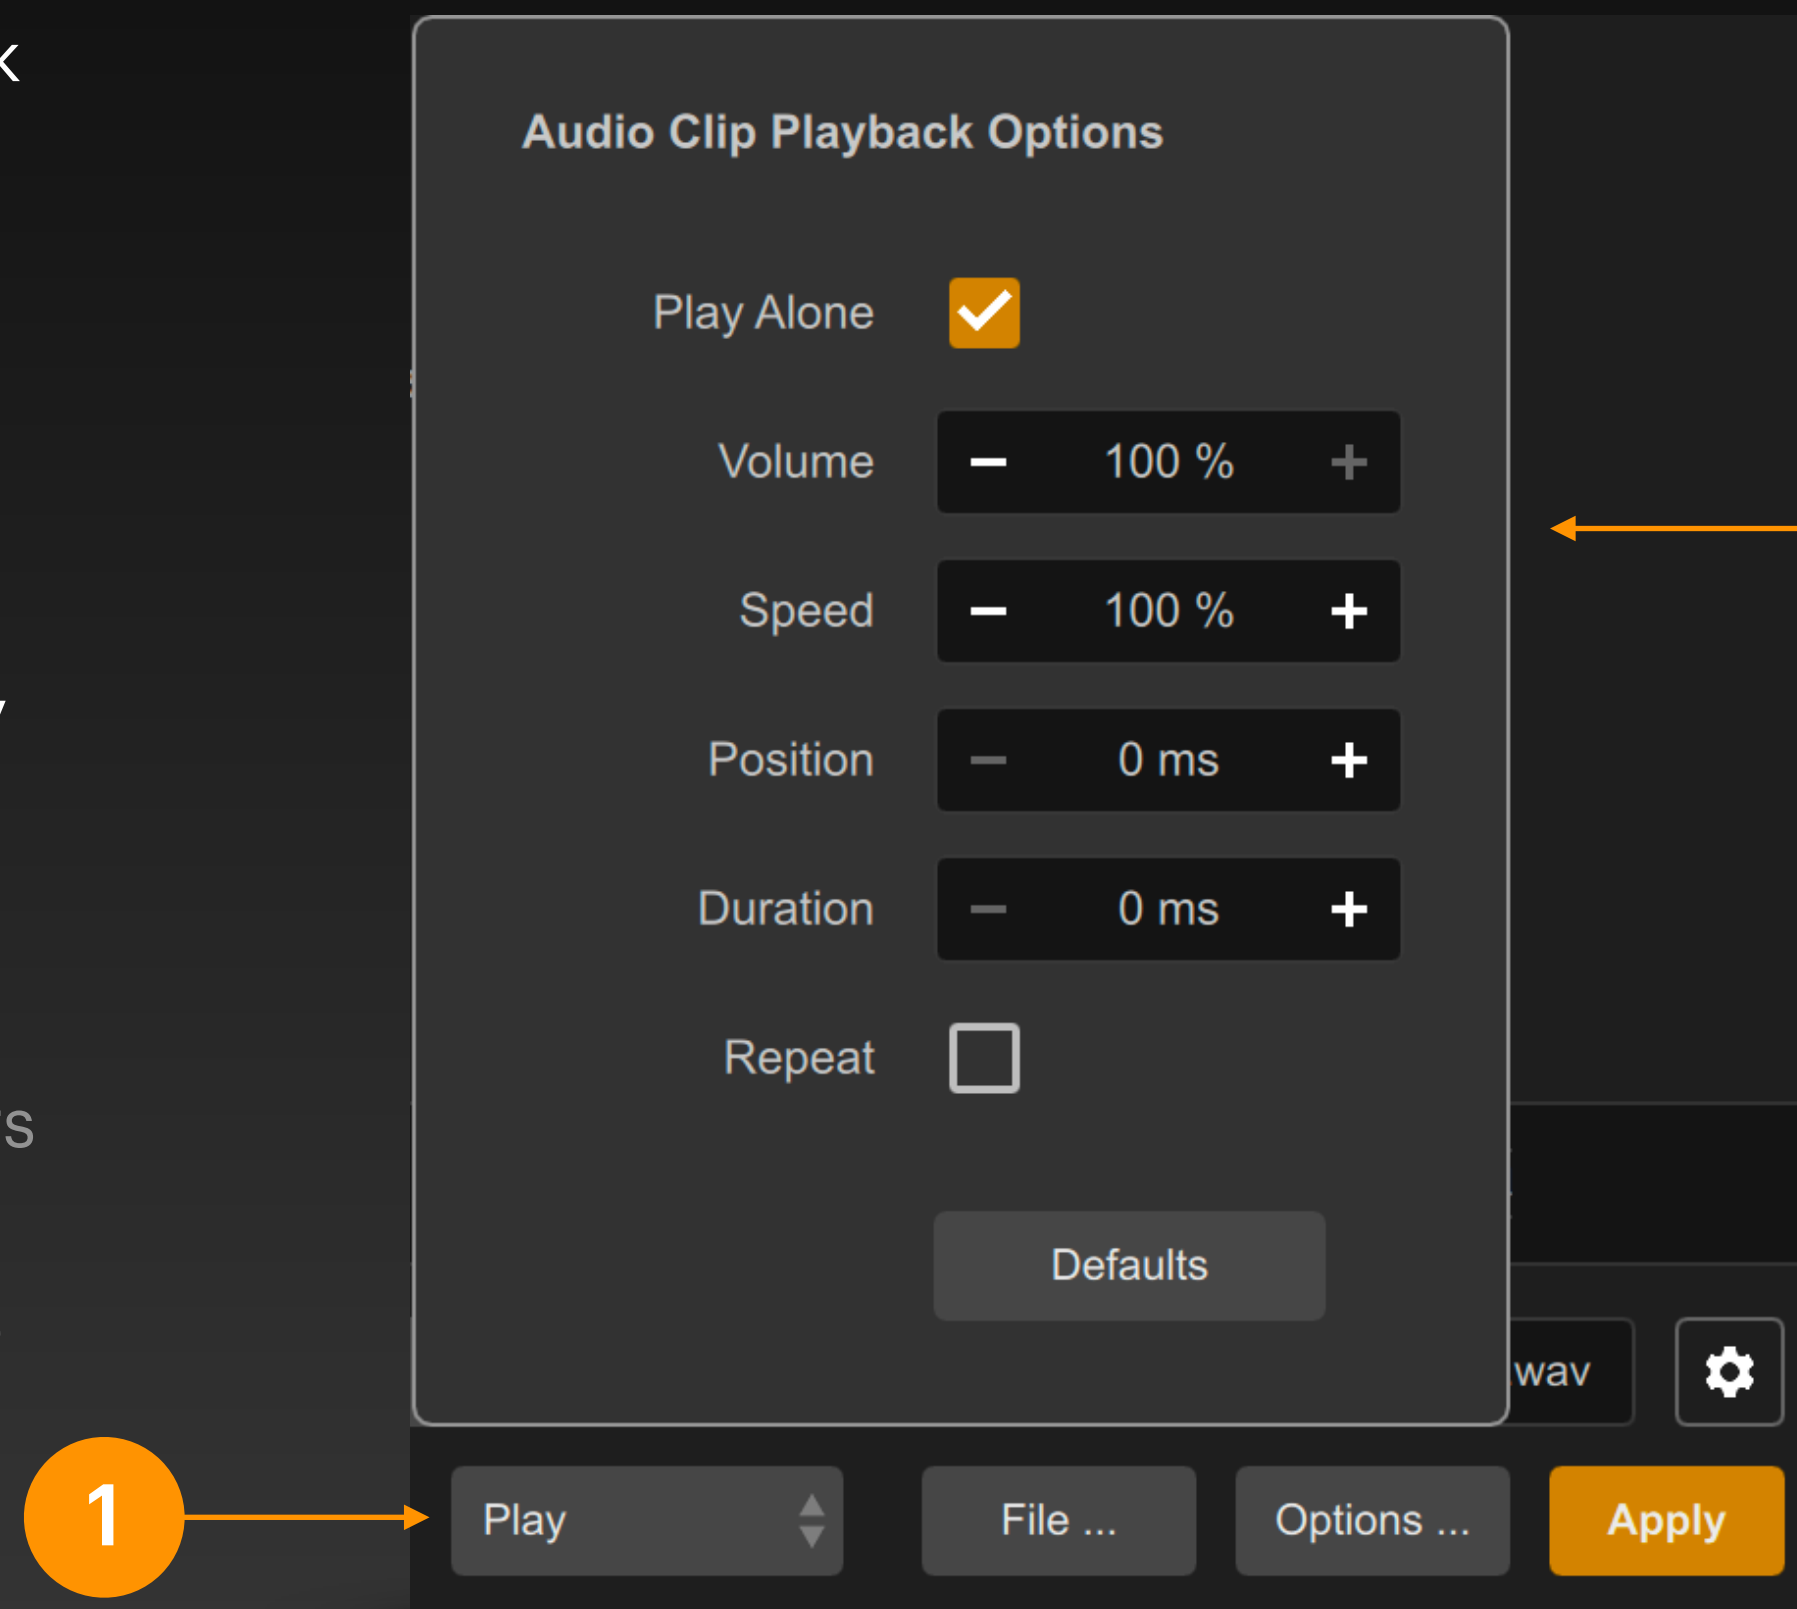 Audio Clip Playback Options
Play Alone
Volume 100 %
Speed 100 %
Position 0 ms
Duration 0 ms
Repeat
Defaults
wav
1 Play File ... Options ... Apply